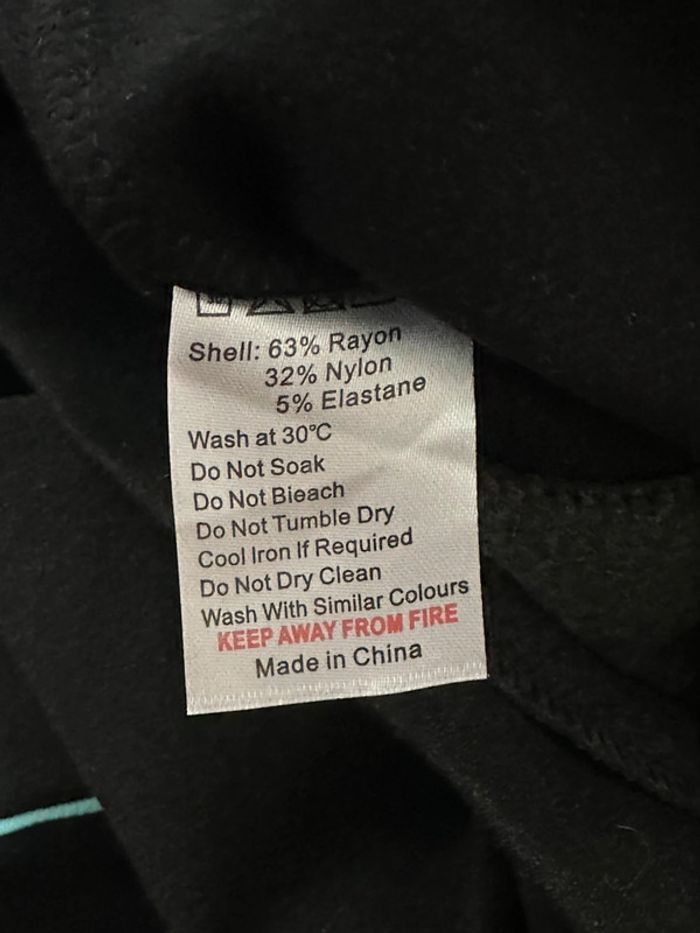 Shell: 63% Rayon
32% Nylon
5% Elastane
Wash at 30℃
Do Not Soak
Do Not Bleach
Do Not Tumble Dry
Cool Iron If Required
Do Not Dry Clean
Wash With Similar Colours
KEEP AWAY FROM FIRE
Made in China